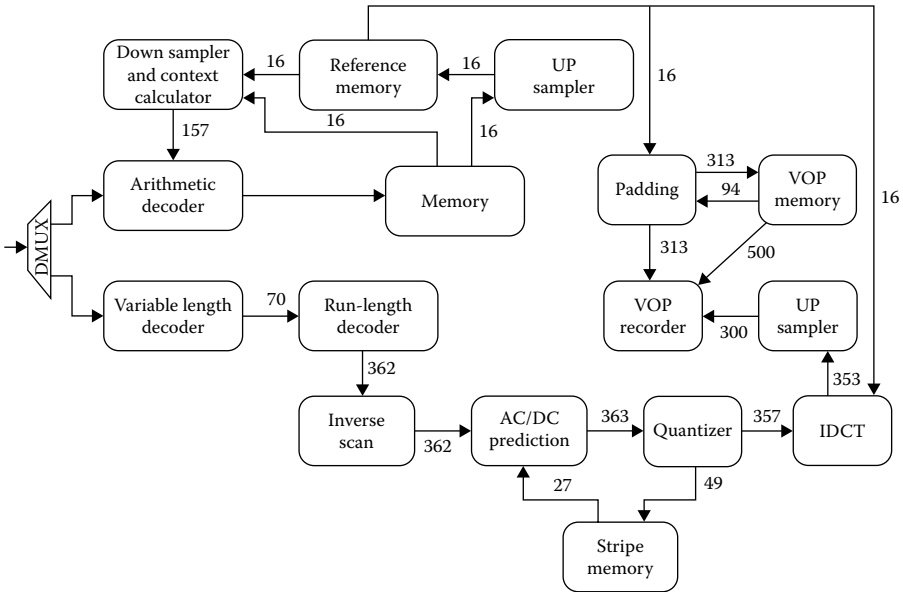 Down sampler
and context
calculator
16
Reference
memory
16
UP
sampler
16
16
16
157
Arithmetic
decoder
Memory
Padding
313
94
VOP
memory
16
DMUX
313
500
Variable length
decoder
70
Run-length
decoder
VOP
recorder
300
UP
sampler
362
353
Inverse
scan
362
AC/DC
prediction
363
Quantizer
357
IDCT
27
49
Stripe
memory